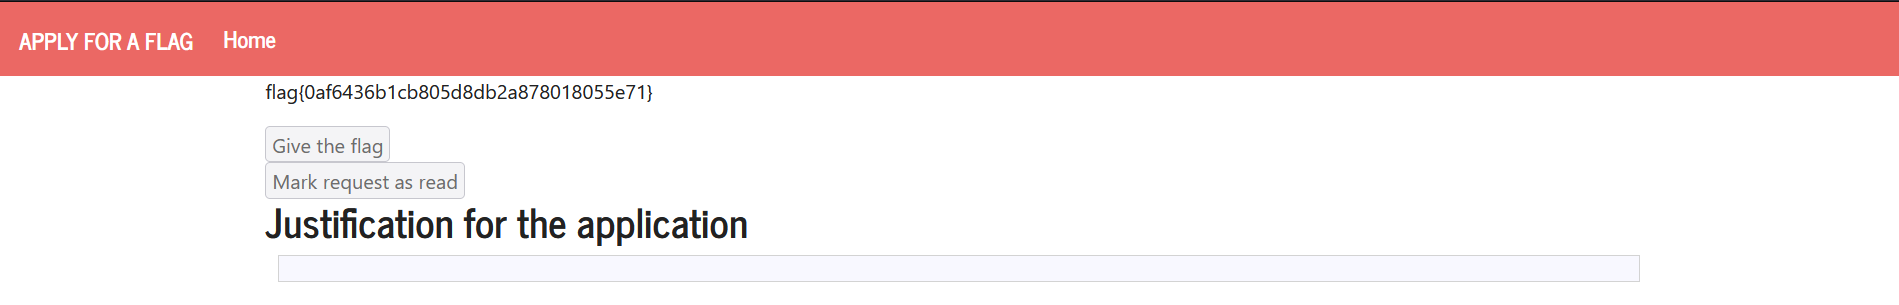 APPLY FOR A FLAG Home
flag{0af6436b1cb805d8db2a878018055e71}
Give the flag
Mark request as read
Justification for the application